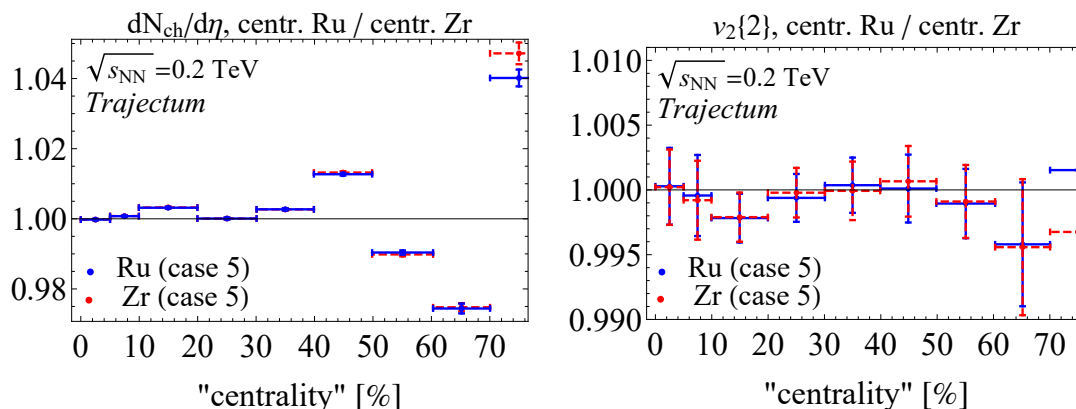 dN_ch/dη, centr. Ru / centr. Zr
√s_NN =0.2 TeV
Trajectum
1.04
1.02
1.00
0.98
Ru (case 5)
Zr (case 5)
0 10 20 30 40 50 60 70
"centrality" [%]
v₂{2}, centr. Ru / centr. Zr
√s_NN =0.2 TeV
Trajectum
1.010
1.005
1.000
0.995
0.990
Ru (case 5)
Zr (case 5)
0 10 20 30 40 50 60 70
"centrality" [%]